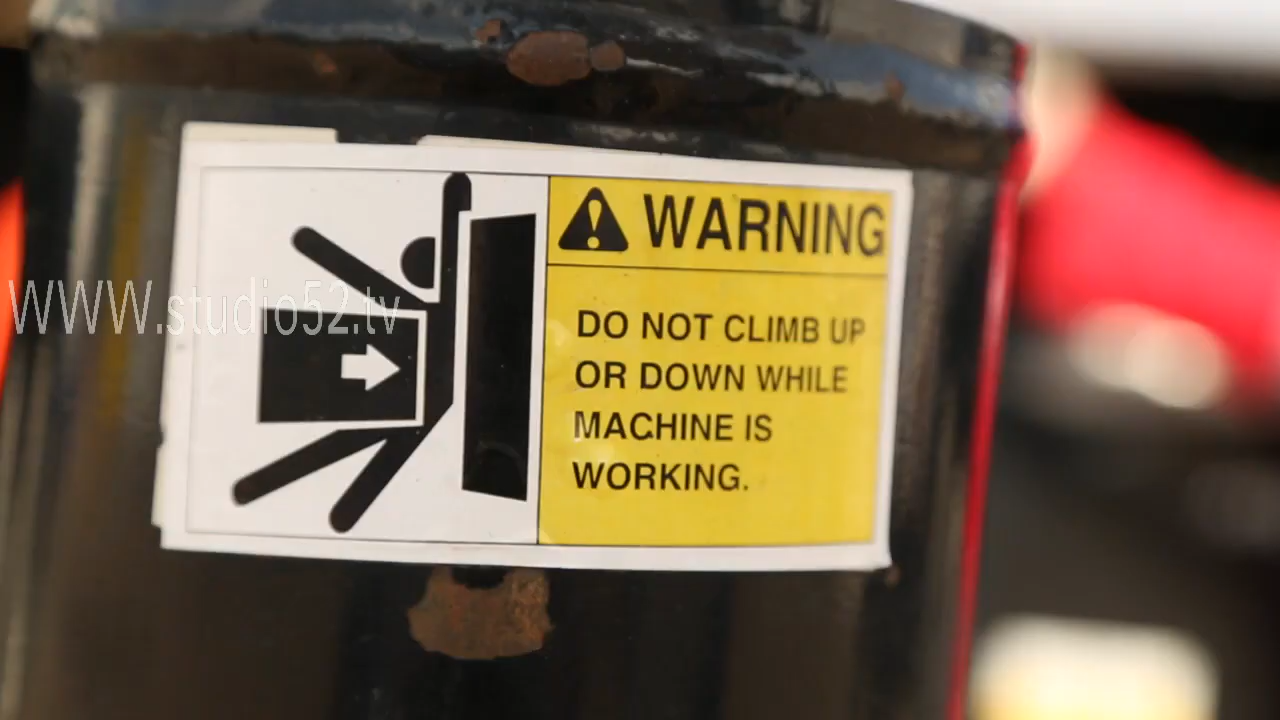 WARNING
DO NOT CLIMB UP
OR DOWN WHILE
MACHINE IS
WORKING.
WWW.studio52.tv